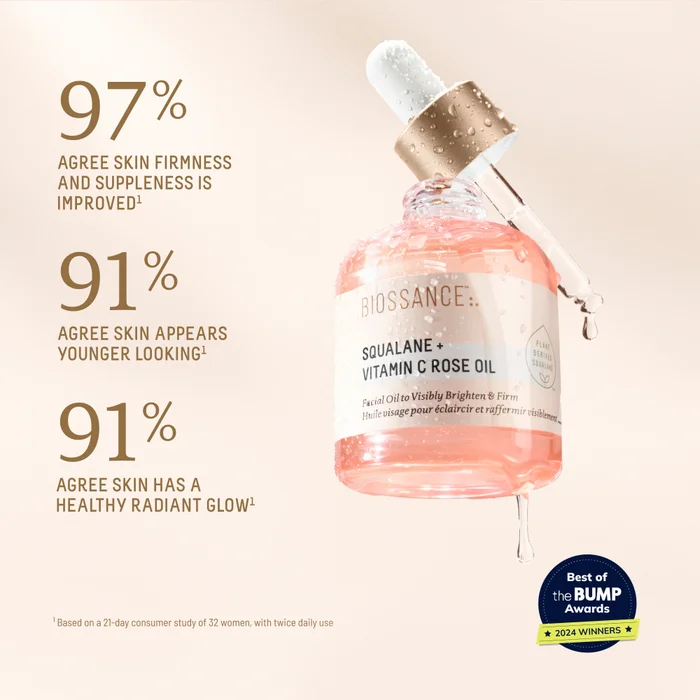 97%
AGREE SKIN FIRMNESS
AND SUPPLENESS IS
IMPROVED¹
91%
AGREE SKIN APPEARS
YOUNGER LOOKING¹
91%
AGREE SKIN HAS A
HEALTHY RADIANT GLOW¹
¹ Based on a 21-day consumer study of 32 women, with twice daily use
BIOSSANCE™:.
SQUALANE +
VITAMIN C ROSE OIL
Facial Oil to Visibly Brighten & Firm
Huile visage pour éclaircir et raffermir visiblement
PLANT
DERIVED
SQUALANE
Best of
the BUMP
Awards
★ 2024 WINNERS ★